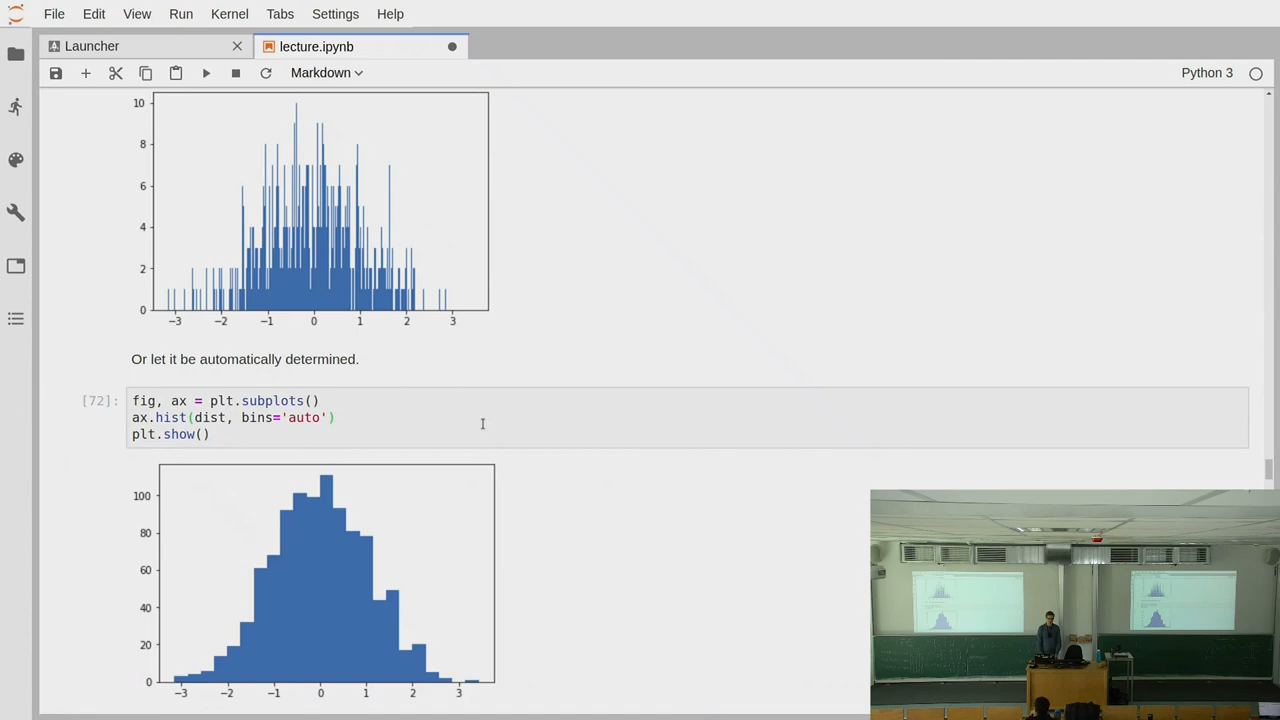 File Edit View Run Kernel Tabs Settings Help
Launcher
lecture.ipynb
Markdown
Python 3
10
8
6
4
2
0
−3 −2 −1 0 1 2 3
Or let it be automatically determined.
[72]:
fig, ax = plt.subplots()
ax.hist(dist, bins='auto')
plt.show()
100
80
60
40
20
0
−3 −2 −1 0 1 2 3